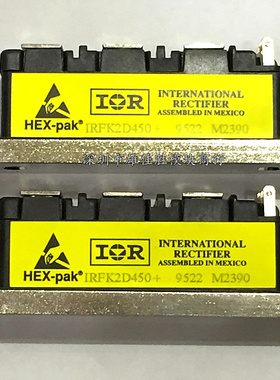 IOR
INTERNATIONAL
RECTIFIER
ASSEMBLED IN MEXICO
HEX-pak®
IRFK2D450+ 9522 M2390
IOR
INTERNATIONAL
RECTIFIER
ASSEMBLED IN MEXICO
HEX-pak®
IRFK2D450+ 9522 M2390